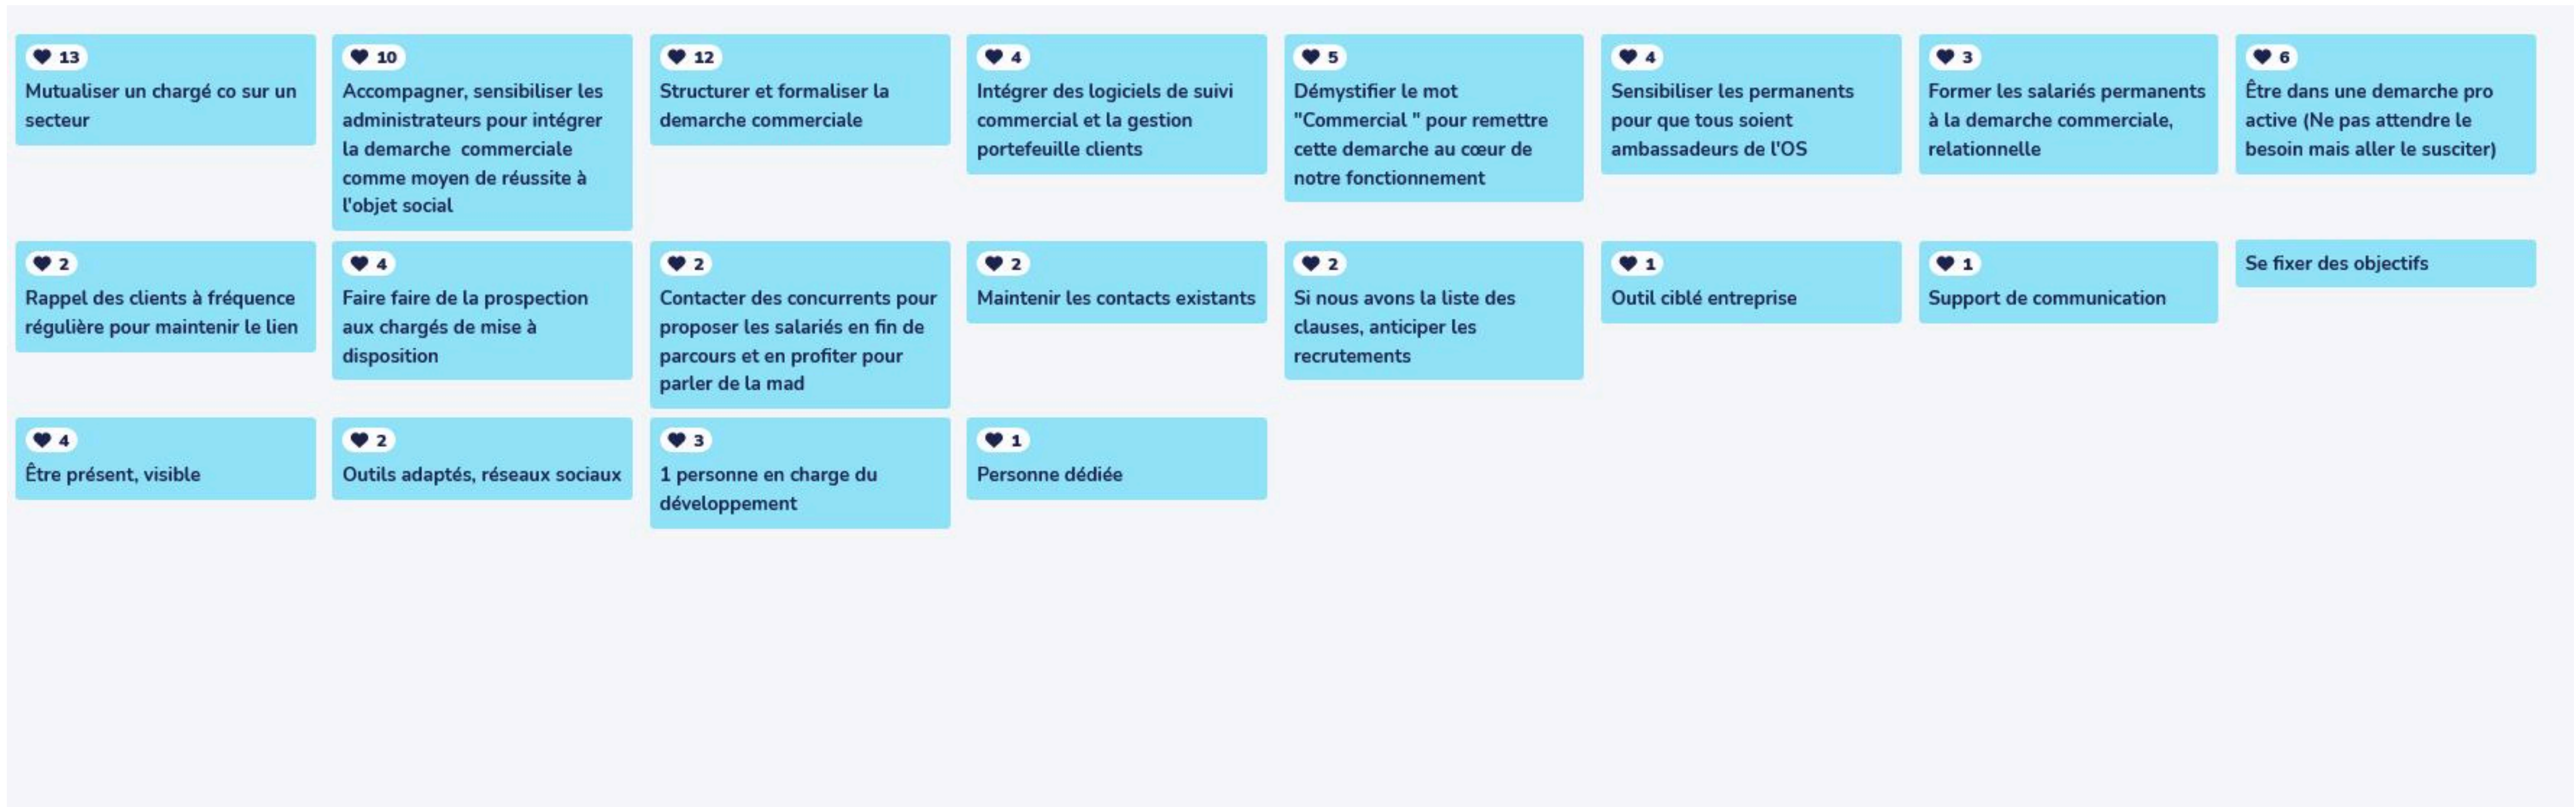 13
Mutualiser un chargé co sur un
secteur
10
Accompagner, sensibiliser les
administrateurs pour intégrer
la demarche  commerciale
comme moyen de réussite à
l'objet social
12
Structurer et formaliser la
demarche commerciale
4
Intégrer des logiciels de suivi
commercial et la gestion
portefeuille clients
5
Démystifier le mot
"Commercial " pour remettre
cette demarche au cœur de
notre fonctionnement
4
Sensibiliser les permanents
pour que tous soient
ambassadeurs de l'OS
3
Former les salariés permanents
à la demarche commerciale,
relationnelle
6
Être dans une demarche pro
active (Ne pas attendre le
besoin mais aller le susciter)
2
Rappel des clients à fréquence
régulière pour maintenir le lien
4
Faire faire de la prospection
aux chargés de mise à
disposition
2
Contacter des concurrents pour
proposer les salariés en fin de
parcours et en profiter pour
parler de la mad
2
Maintenir les contacts existants
2
Si nous avons la liste des
clauses, anticiper les
recrutements
1
Outil ciblé entreprise
1
Support de communication
Se fixer des objectifs
4
Être présent, visible
2
Outils adaptés, réseaux sociaux
3
1 personne en charge du
développement
1
Personne dédiée